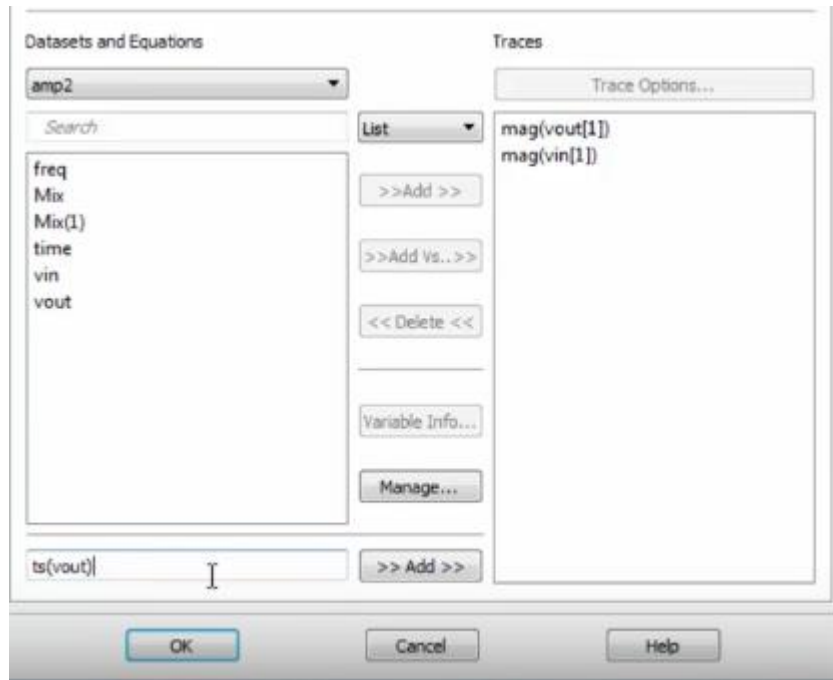 Datasets and Equations
Traces
amp2
Trace Options...
Search
List
freq
Mix
Mix(1)
time
vin
vout
>>Add >>
>>Add Vs..>>
<< Delete <<
Variable Info...
Manage...
mag(vout[1])
mag(vin[1])
ts(vout)
>> Add >>
OK
Cancel
Help